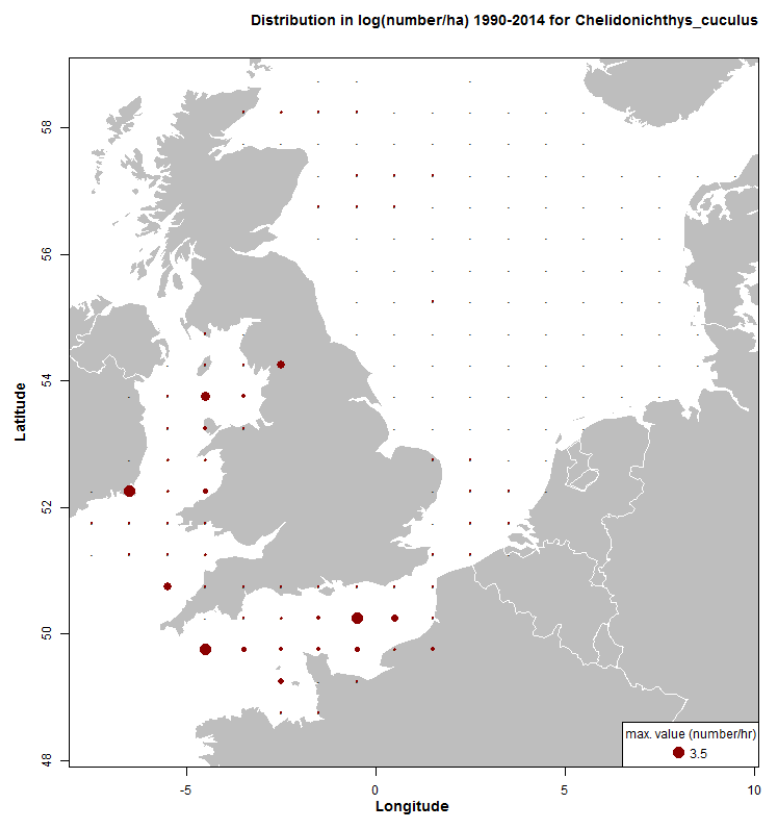 Distribution in log(number/ha) 1990-2014 for Chelidonichthys_cuculus
58
56
54
52
50
48
Latitude
max. value (number/hr)
3.5
-5 0 5 10
Longitude